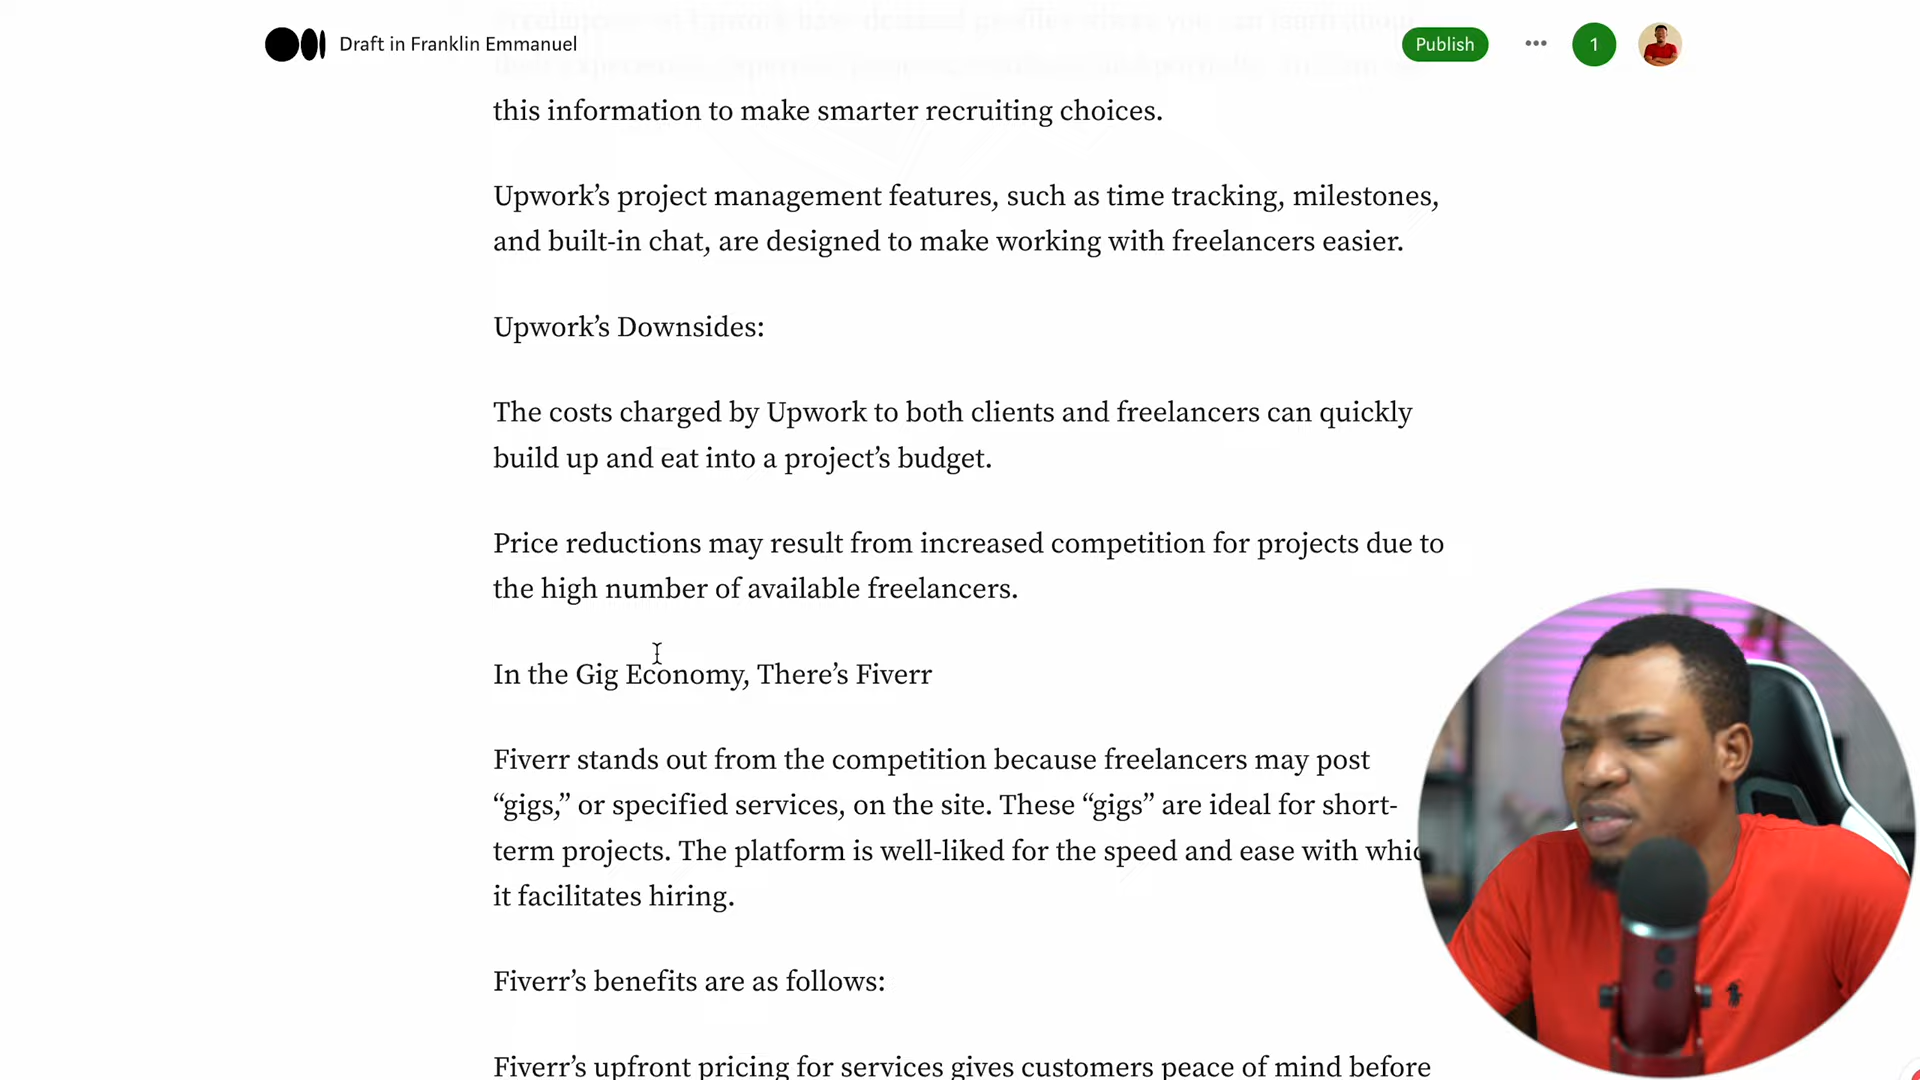 Draft in Franklin Emmanuel
Publish
1
this information to make smarter recruiting choices.
Upwork’s project management features, such as time tracking, milestones,
and built-in chat, are designed to make working with freelancers easier.
Upwork’s Downsides:
The costs charged by Upwork to both clients and freelancers can quickly
build up and eat into a project’s budget.
Price reductions may result from increased competition for projects due to
the high number of available freelancers.
In the Gig Economy, There’s Fiverr
Fiverr stands out from the competition because freelancers may post
“gigs,” or specified services, on the site. These “gigs” are ideal for short-
term projects. The platform is well-liked for the speed and ease with
it facilitates hiring.
Fiverr’s benefits are as follows:
Fiverr’s upfront pricing for services gives customers peace of mind before